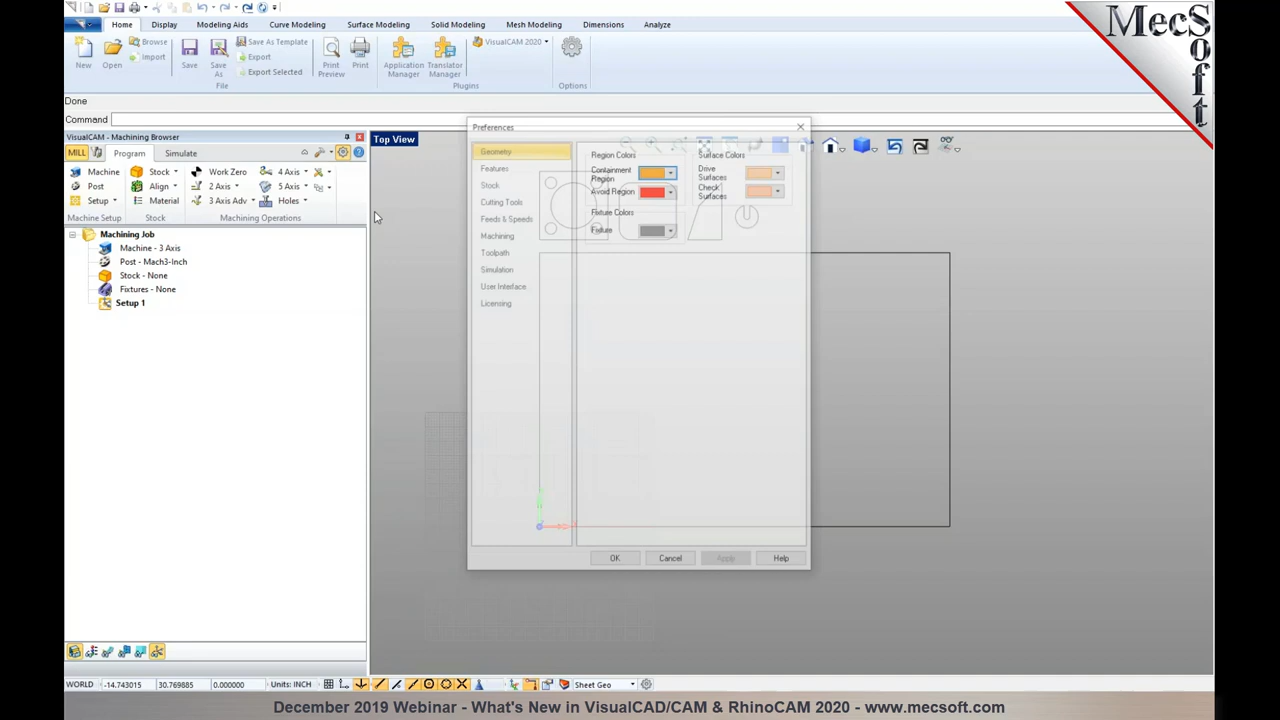 Home Display Modeling Aids Curve Modeling Surface Modeling Solid Modeling Mesh Modeling Dimensions Analyze
New Open Browse Import Save Save As Save As Template Export Export Selected Print Preview Print Application Manager Translator Manager VisualCAM 2020
File Plugins Options
MecSoft
Done
Command
VisualCAM - Machining Browser
MILL Program Simulate
Machine Stock Work Zero 4 Axis
Post Align 2 Axis 5 Axis
Setup Material 3 Axis Adv Holes
Machine Setup Stock Machining Operations
Machining Job
Machine - 3 Axis
Post - Mach3-Inch
Stock - None
Fixtures - None
Setup 1
Top View
Preferences
Geometry
Features
Stock
Cutting Tools
Feeds & Speeds
Machining
Toolpath
Simulation
User Interface
Licensing
Region Colors
Containment Region
Avoid Region
Fixture Colors
Fixture
Surface Colors
Drive Surfaces
Check Surfaces
OK Cancel Apply Help
WORLD -14.743015 30.769885 0.000000 Units: INCH Sheet Geo
December 2019 Webinar - What's New in VisualCAD/CAM & RhinoCAM 2020 - www.mecsoft.com